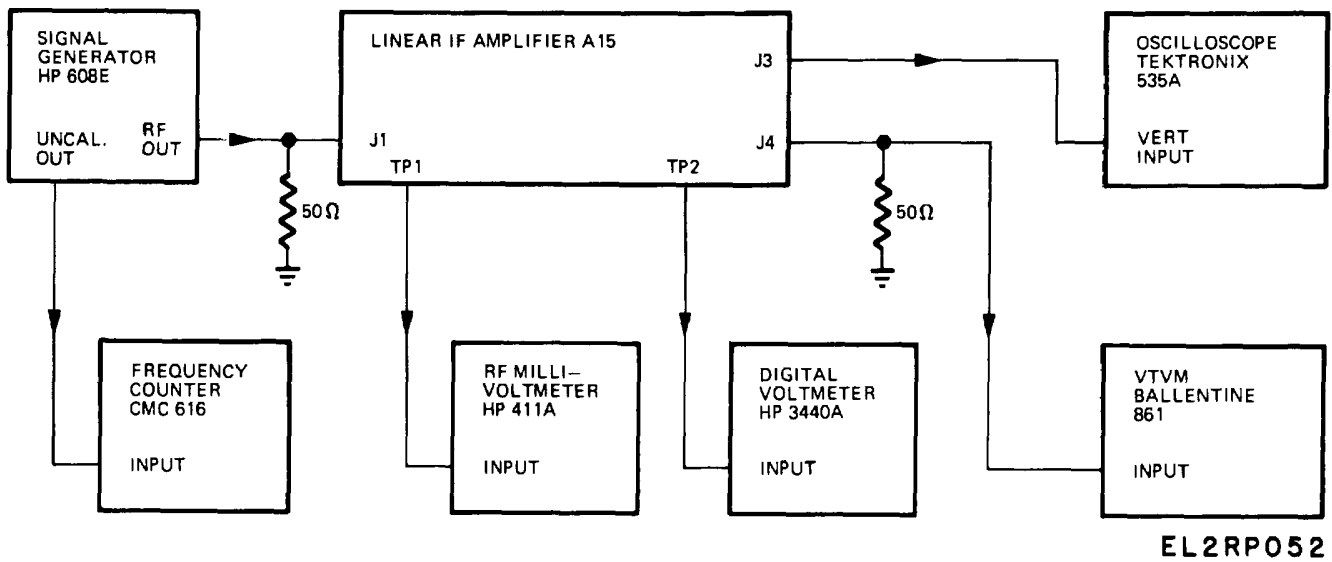 SIGNAL
GENERATOR
HP 608E
UNCAL.
OUT
RF
OUT
LINEAR IF AMPLIFIER A15
J1
TP1
TP2
J3
J4
OSCILLOSCOPE
TEKTRONIX
535A
VERT
INPUT
50Ω
50Ω
FREQUENCY
COUNTER
CMC 616
INPUT
RF MILLI-
VOLTMETER
HP 411A
INPUT
DIGITAL
VOLTMETER
HP 3440A
INPUT
VTVM
BALLENTINE
861
INPUT
EL2RP052